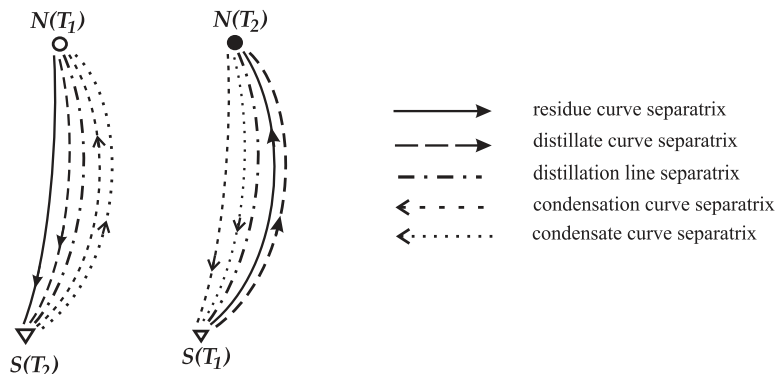 N(T1)
N(T2)
residue curve separatrix
distillate curve separatrix
distillation line separatrix
condensation curve separatrix
condensate curve separatrix
S(T2)
S(T1)